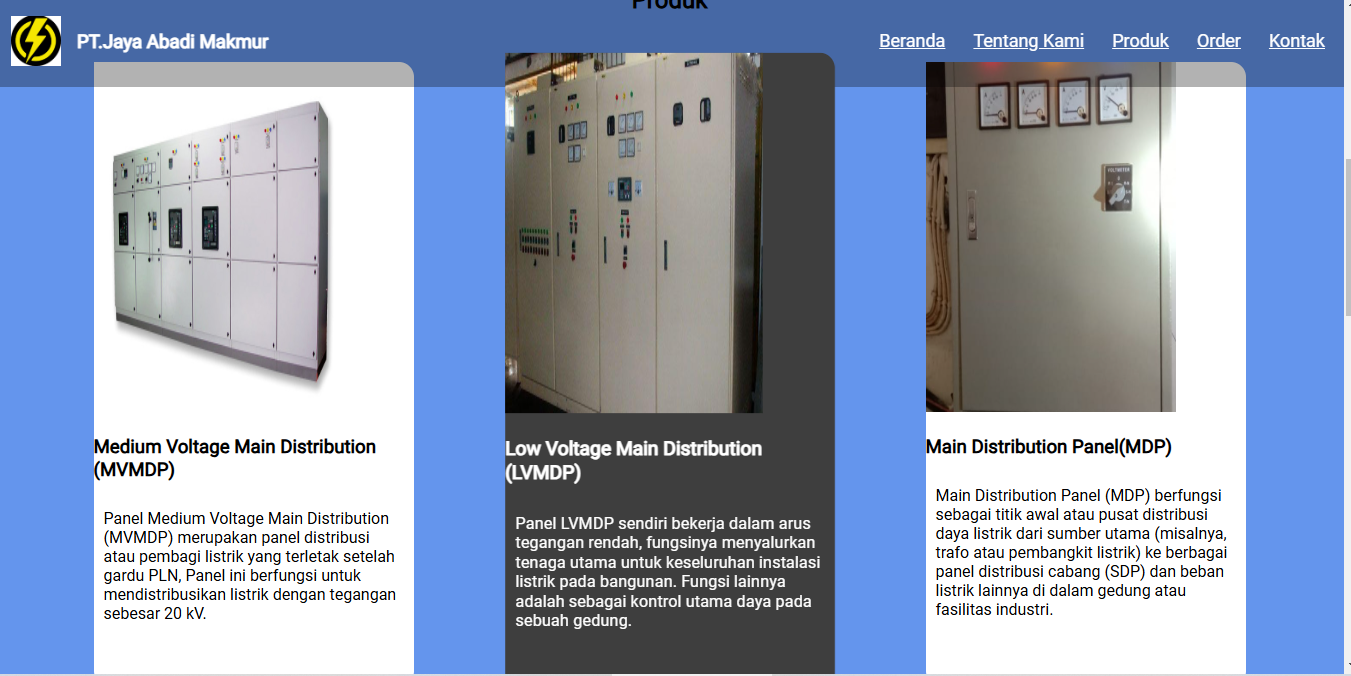 Produk
PT.Jaya Abadi Makmur
Beranda
Tentang Kami
Produk
Order
Kontak
Medium Voltage Main Distribution
(MVMDP)
Panel Medium Voltage Main Distribution
(MVMDP) merupakan panel distribusi
atau pembagi listrik yang terletak setelah
gardu PLN, Panel ini berfungsi untuk
mendistribusikan listrik dengan tegangan
sebesar 20 kV.
Low Voltage Main Distribution
(LVMDP)
Panel LVMDP sendiri bekerja dalam arus
tegangan rendah, fungsinya menyalurkan
tenaga utama untuk keseluruhan instalasi
listrik pada bangunan. Fungsi lainnya
adalah sebagai kontrol utama daya pada
sebuah gedung.
VOLTMETER
Main Distribution Panel(MDP)
Main Distribution Panel (MDP) berfungsi
sebagai titik awal atau pusat distribusi
daya listrik dari sumber utama (misalnya,
trafo atau pembangkit listrik) ke berbagai
panel distribusi cabang (SDP) dan beban
listrik lainnya di dalam gedung atau
fasilitas industri.